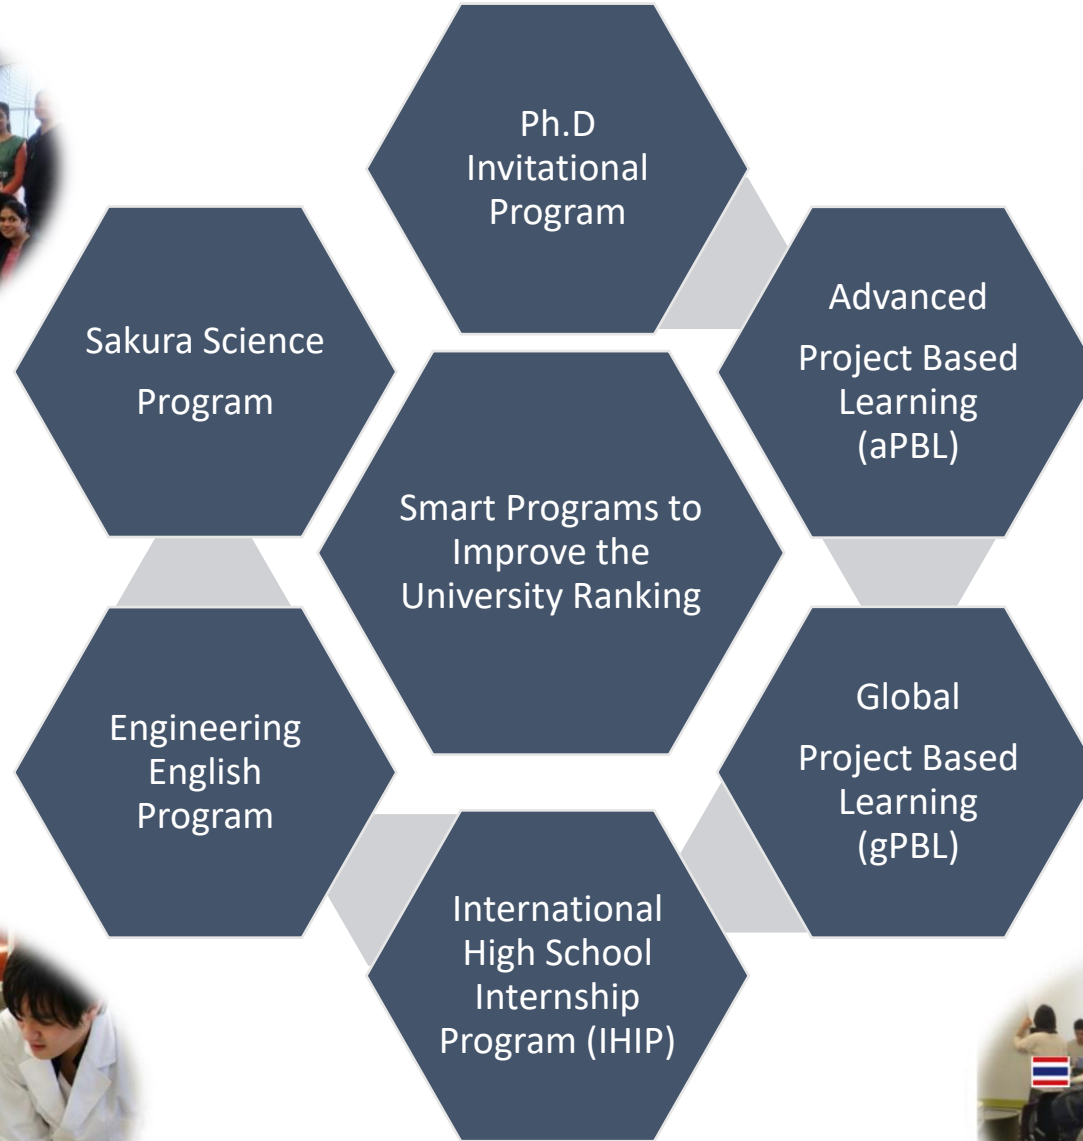 Ph.D
Invitational
Program
Advanced
Project Based
Learning
(aPBL)
Sakura Science
Program
Smart Programs to
Improve the
University Ranking
Global
Project Based
Learning
(gPBL)
Engineering
English
Program
International
High School
Internship
Program (IHIP)